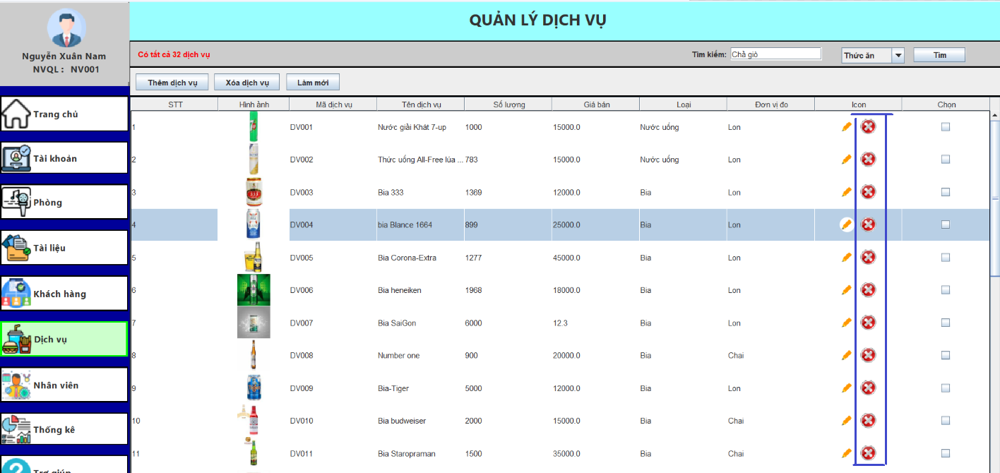 QUẢN LÝ DỊCH VỤ
Nguyễn Xuân Nam
NVQL : NV001
Có tất cả 32 dịch vụ
Tìm kiếm: Chả giò Thức ăn Tìm
Thêm dịch vụ Xóa dịch vụ Làm mới
Trang chủ
Tài khoản
Phòng
Tài liệu
Khách hàng
Dịch vụ
Nhân viên
Thống kê
Trợ giúp
STT Hình ảnh Mã dịch vụ Tên dịch vụ Số lượng Giá bán Loại Đơn vị đo Icon Chọn
1 DV001 Nước giải Khát 7-up 1000 15000.0 Nước uống Lon
2 DV002 Thức uống All-Free lúa ... 783 15000.0 Nước uống Lon
3 DV003 Bia 333 1369 12000.0 Bia Lon
4 DV004 bia Blance 1664 899 25000.0 Bia Lon
5 DV005 Bia Corona-Extra 1277 45000.0 Bia Lon
6 DV006 Bia heneiken 1968 18000.0 Bia Lon
7 DV007 Bia SaiGon 6000 12.3 Bia Lon
8 DV008 Number one 900 20000.0 Bia Chai
9 DV009 Bia-Tiger 5000 12000.0 Bia Lon
10 DV010 Bia budweiser 2000 15000.0 Bia Chai
11 DV011 Bia Staropraman 1500 35000.0 Bia Chai